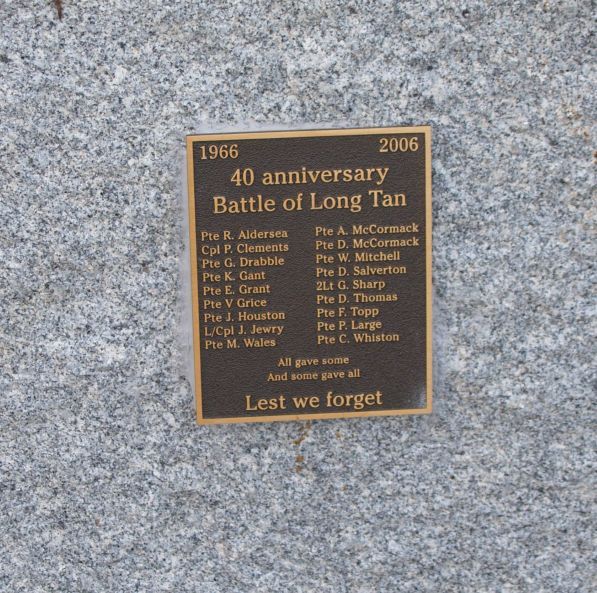 1966 2006
40 anniversary
Battle of Long Tan
Pte R. Aldersea
Cpl P. Clements
Pte G. Drabble
Pte K. Gant
Pte E. Grant
Pte V Grice
Pte J. Houston
L/Cpl J. Jewry
Pte M. Wales
Pte A. McCormack
Pte D. McCormack
Pte W. Mitchell
Pte D. Salverton
2Lt G. Sharp
Pte D. Thomas
Pte F. Topp
Pte P. Large
Pte C. Whiston
All gave some
And some gave all
Lest we forget